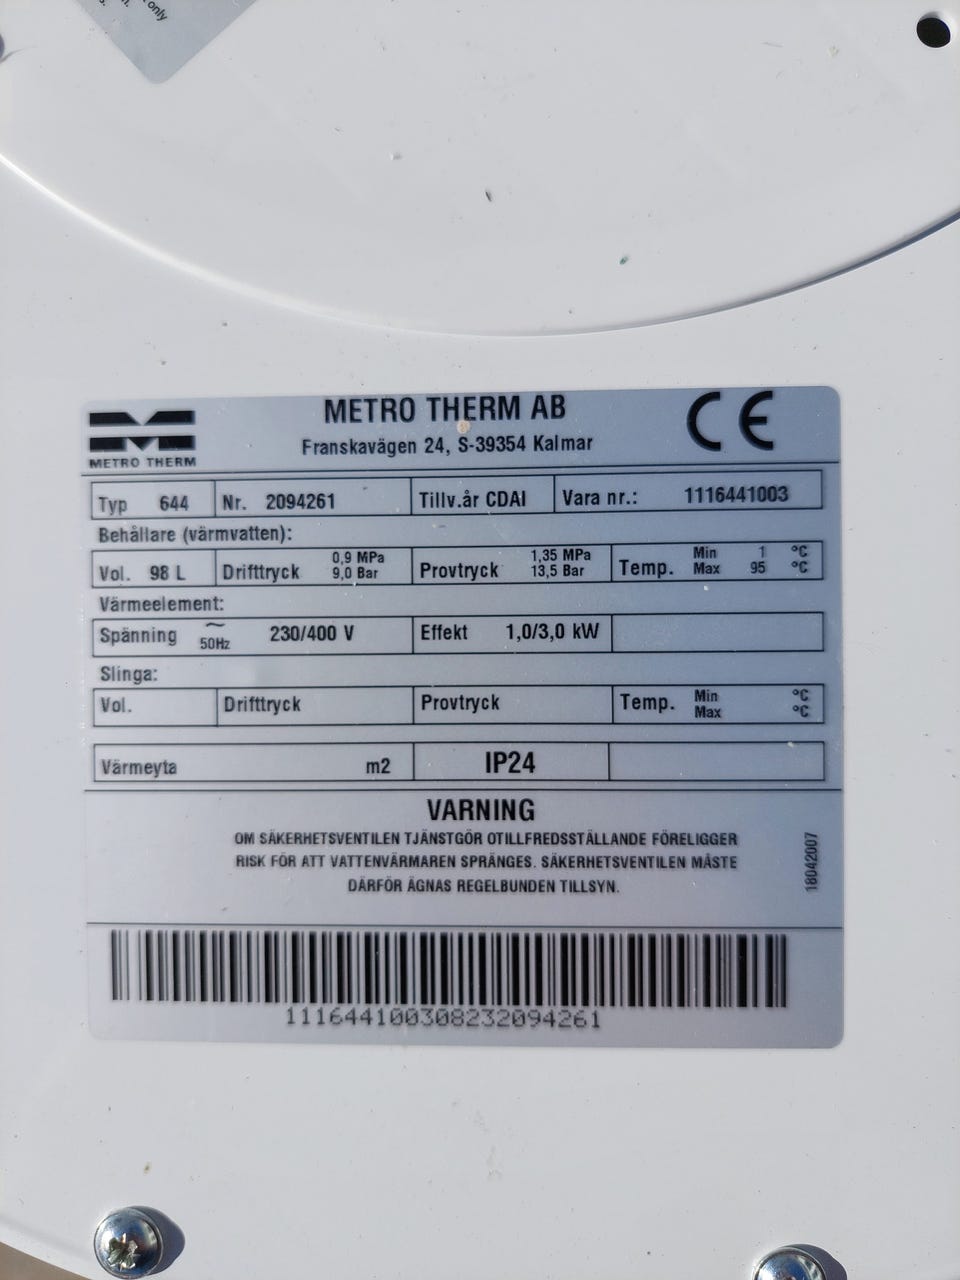 only
METRO THERM AB
Franskavägen 24, S-39354 Kalmar
CE
METRO THERM
Typ 644 Nr. 2094261 Tillv.år CDAI Vara nr.: 1116441003
Behållare (värmvatten):
Vol. 98 L Drifttryck 0,9 MPa 9,0 Bar Provtryck 1,35 MPa 13,5 Bar Temp. Min 1 °C Max 95 °C
Värmeelement:
Spänning ~ 50Hz 230/400 V Effekt 1,0/3,0 kW
Slinga:
Vol. Drifttryck Provtryck Temp. Min °C Max °C
Värmeyta m2 IP24
VARNING
OM SÄKERHETSVENTILEN TJÄNSTGÖR OTILLFREDSSTÄLLANDE FÖRELIGGER
RISK FÖR ATT VATTENVÄRMAREN SPRÄNGES. SÄKERHETSVENTILEN MÅSTE
DÄRFÖR ÄGNAS REGELBUNDEN TILLSYN.
18042007
111644100308232094261